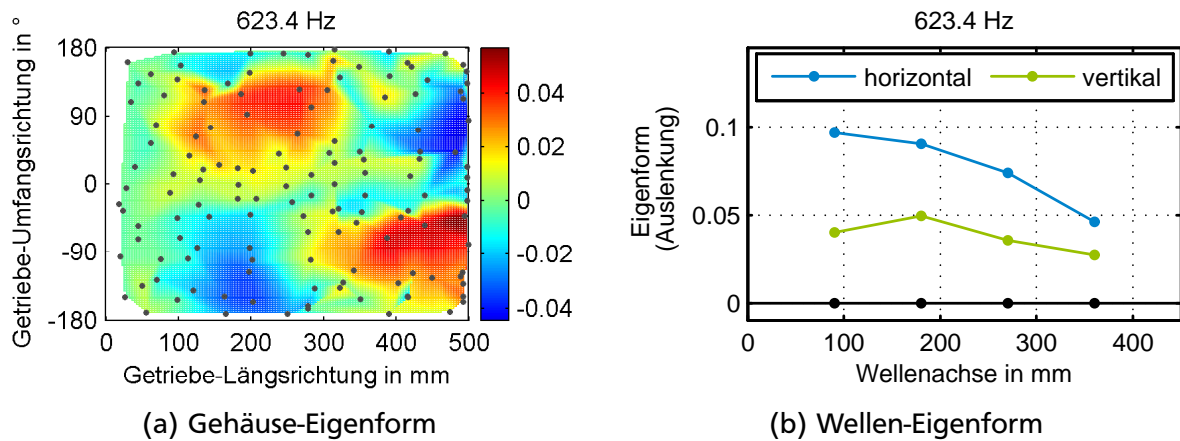 623.4 Hz
Getriebe-Umfangsrichtung in °
180
90
0
-90
-180
0 100 200 300 400 500
Getriebe-Längsrichtung in mm
0.04
0.02
0
-0.02
-0.04
(a) Gehäuse-Eigenform
623.4 Hz
horizontal vertikal
Eigenform
(Auslenkung)
0.1
0.05
0
0 100 200 300 400
Wellenachse in mm
(b) Wellen-Eigenform